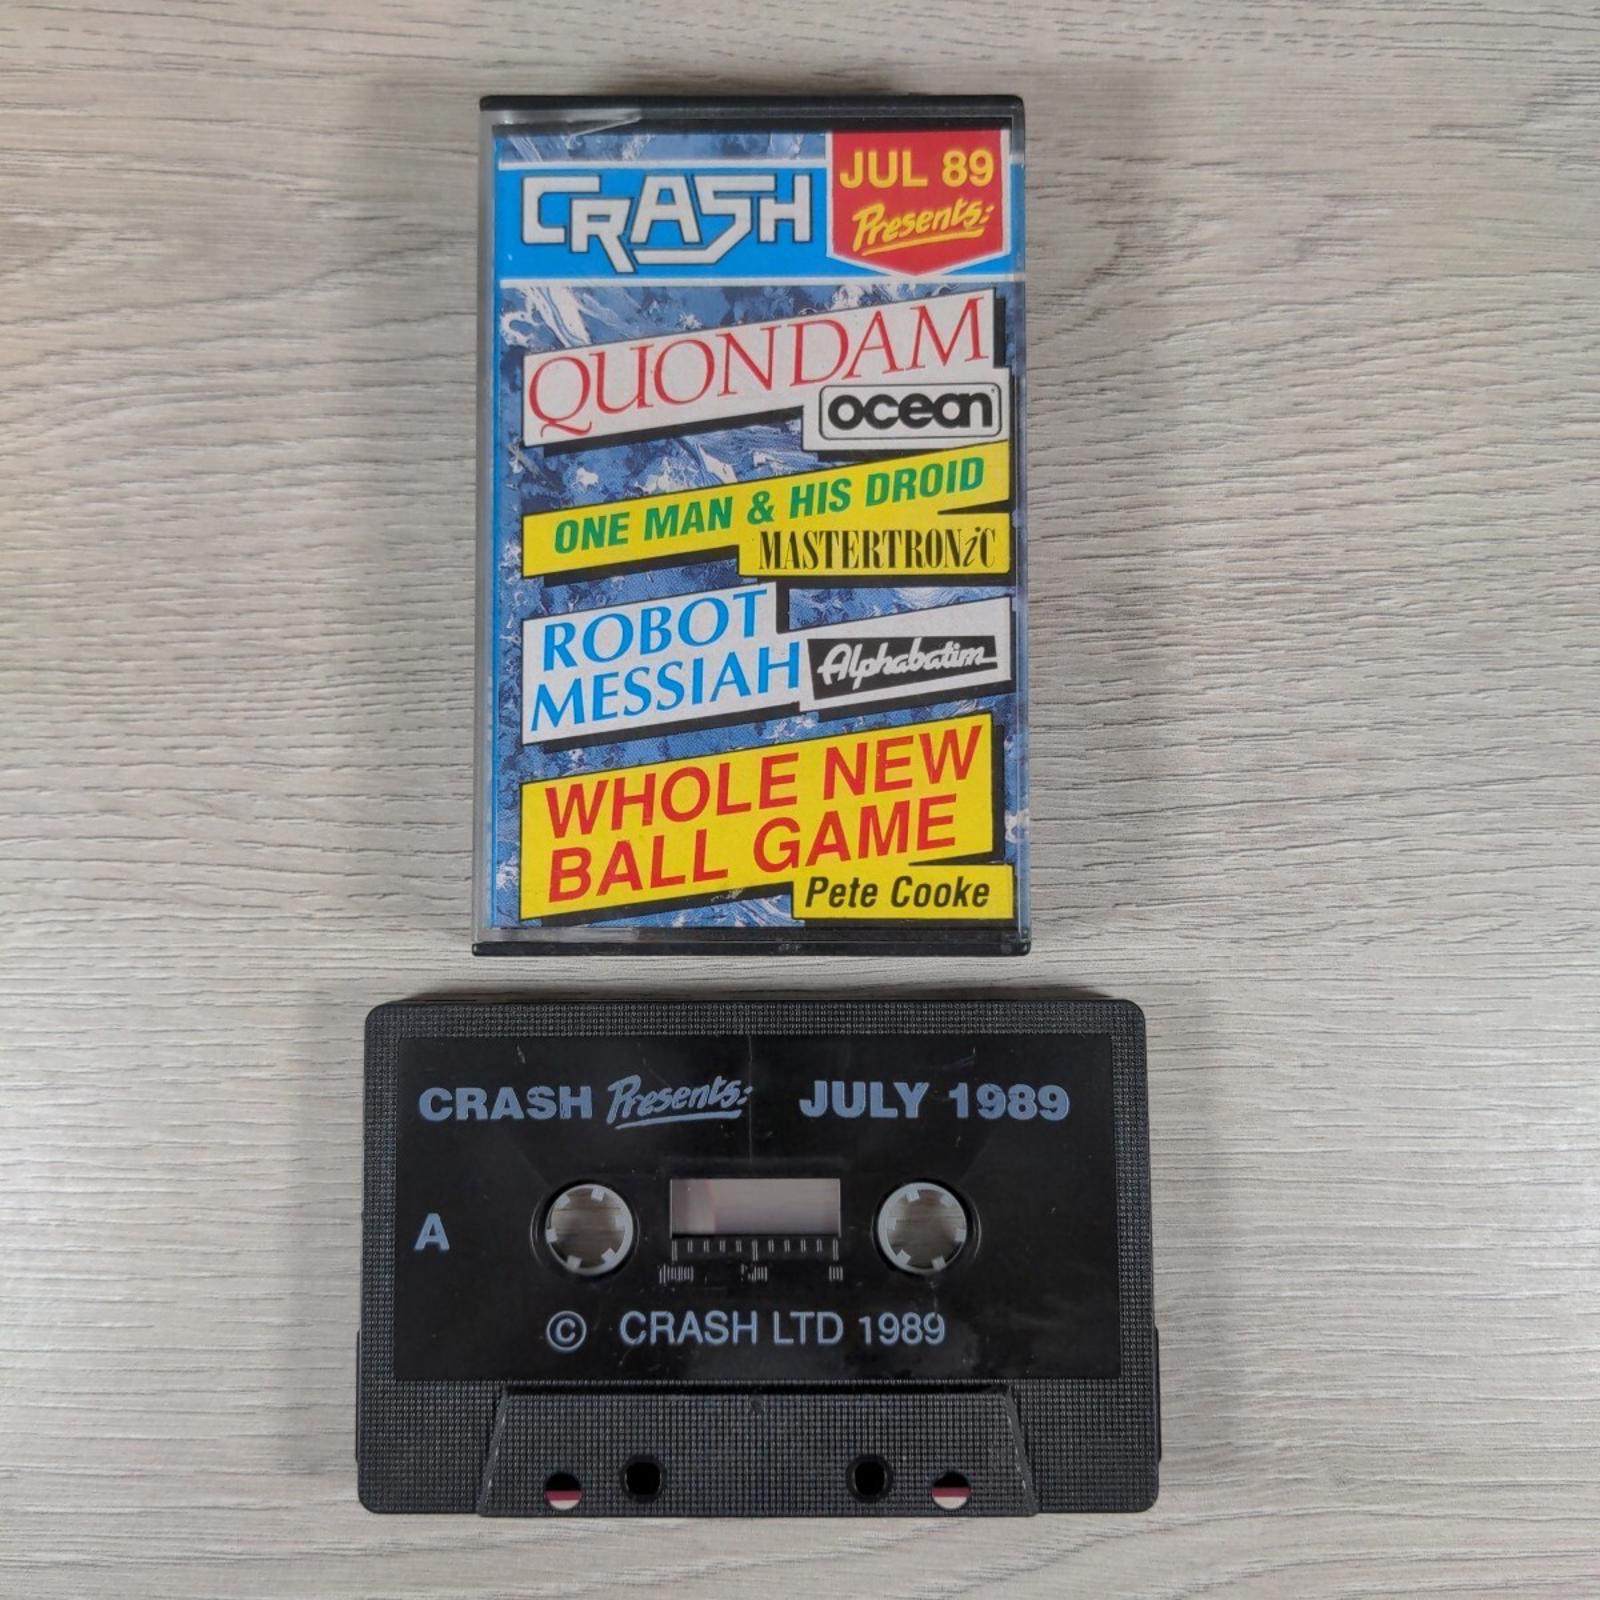 CRASH
JUL 89
Presents:
QUONDAM
ocean
ONE MAN & HIS DROID
MASTERTRONiC
ROBOT
MESSIAH
Alphabatim
WHOLE NEW
BALL GAME
Pete Cooke
CRASH Presents: JULY 1989
A
© CRASH LTD 1989